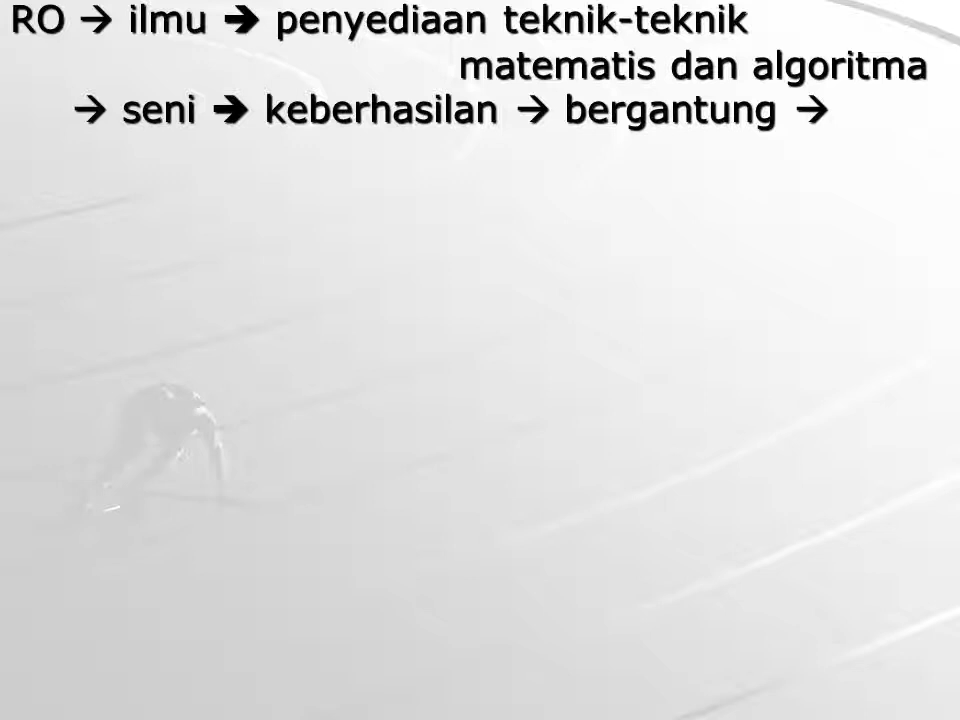 RO → ilmu 🡺 penyediaan teknik-teknik
matematis dan algoritma
→ seni 🡺 keberhasilan → bergantung →